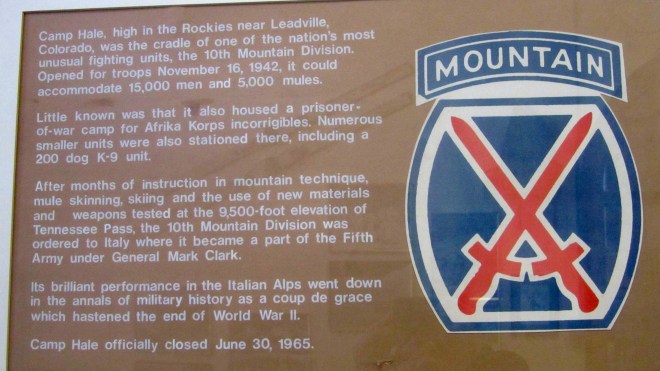 Camp Hale, high in the Rockies near Leadville,
Colorado, was the cradle of one of the nation's most
unusual fighting units, the 10th Mountain Division.
Opened for troops November 16, 1942, it could
accommodate 15,000 men and 5,000 mules.
Little known was that it also housed a prisoner-
of-war camp for Afrika Korps incorrigibles. Numerous
smaller units were also stationed there, including a
200 dog K-9 unit.
After months of instruction in mountain technique,
mule skinning, skiing and the use of new materials
and weapons tested at the 9,500-foot elevation of
Tennessee Pass, the 10th Mountain Division was
ordered to Italy where it became a part of the Fifth
Army under General Mark Clark.
Its brilliant performance in the Italian Alps went down
in the annals of military history as a coup de grace
which hastened the end of World War II.
Camp Hale officially closed June 30, 1965.
MOUNTAIN